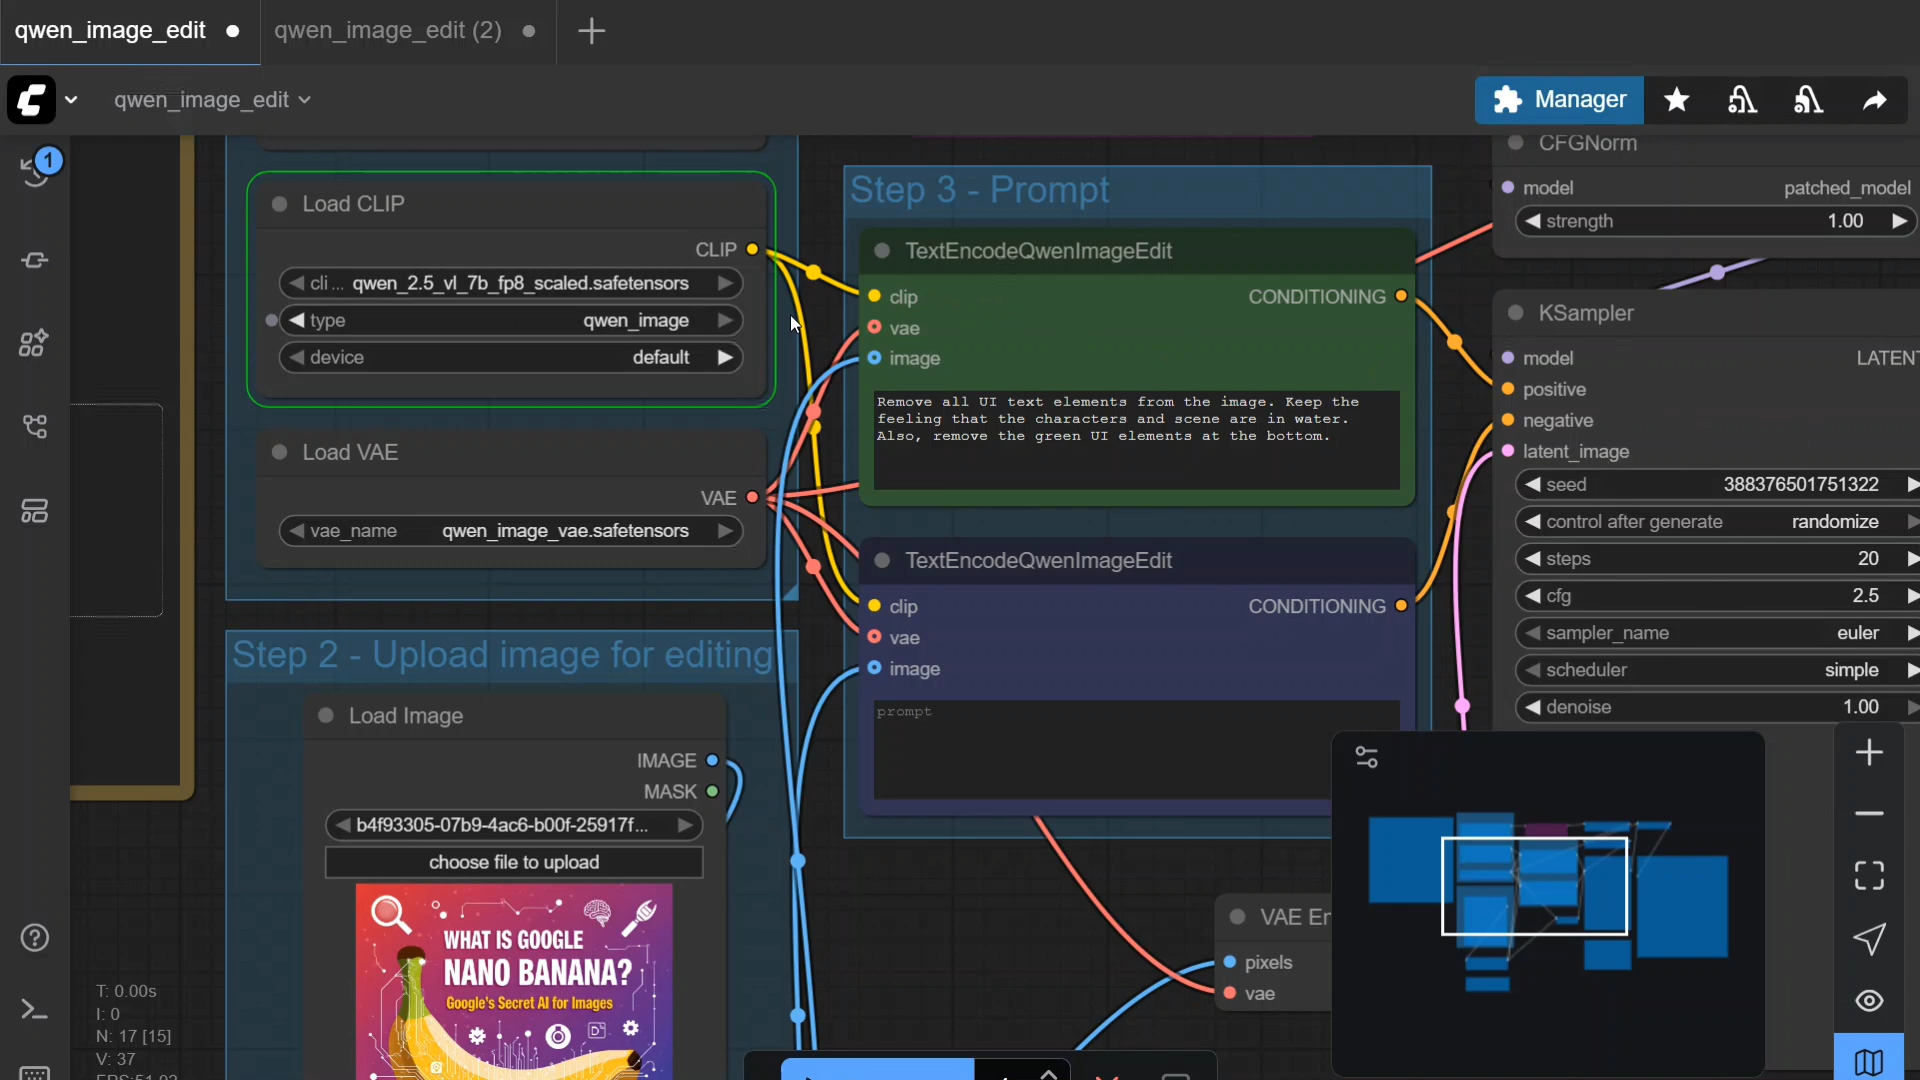 qwen_image_edit
qwen_image_edit (2)
qwen_image_edit
Manager
1
Load CLIP
CLIP
cli ... qwen_2.5_vl_7b_fp8_scaled.safetensors
type qwen_image
device default
Load VAE
VAE
vae_name qwen_image_vae.safetensors
Step 2 - Upload image for editing
Load Image
IMAGE
MASK
b4f93305-07b9-4ac6-b00f-25917f...
choose file to upload
WHAT IS GOOGLE
NANO BANANA?
Google's Secret AI for Images
T: 0.00s
I: 0
N: 17 [15]
V: 37
Step 3 - Prompt
TextEncodeQwenImageEdit
clip CONDITIONING
vae
image
Remove all UI text elements from the image. Keep the
feeling that the characters and scene are in water.
Also, remove the green UI elements at the bottom.
TextEncodeQwenImageEdit
clip CONDITIONING
vae
image
prompt
VAE En
pixels
vae
CFGNorm
model patched_model
strength 1.00
KSampler
model LATENT
positive
negative
latent_image
seed 388376501751322
control after generate randomize
steps 20
cfg 2.5
sampler_name euler
scheduler simple
denoise 1.00